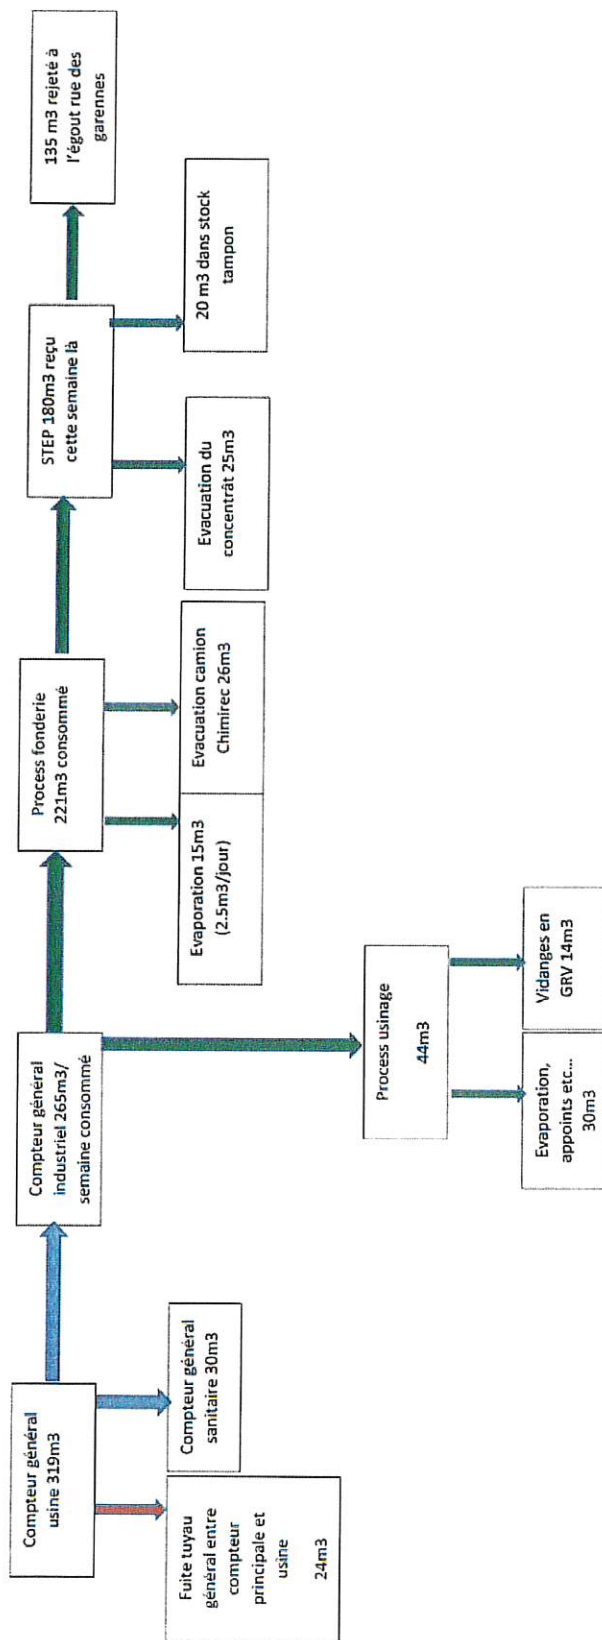 Compteur général
usine 319m3
Fuite tuyau
général entre
compteur
principale et
usine
24m3
Compteur général
sanitaire 30m3
Compteur général
industriel 265m3/
semaine consommé
Process usinage
44m3
Evaporation,
appoints etc...
30m3
Vidanges en
GRV 14m3
Process fonderie
221m3 consommé
Evaporation 15m3
(2.5m3/jour)
Evacuation camion
Chimirec 26m3
STEP 180m3 reçu
cette semaine là
Evacuation du
concentrât 25m3
20 m3 dans stock
tampon
135 m3 rejeté à
l'égout rue des
garennes